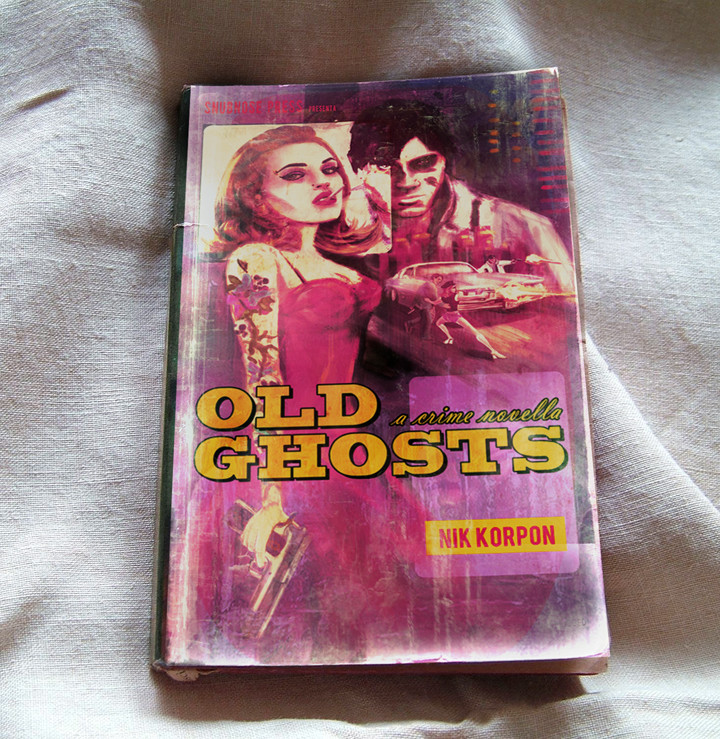 SNUBNOSE PRESS PRESENTS
OLD
a crime novella
GHOSTS
NIK KORPON